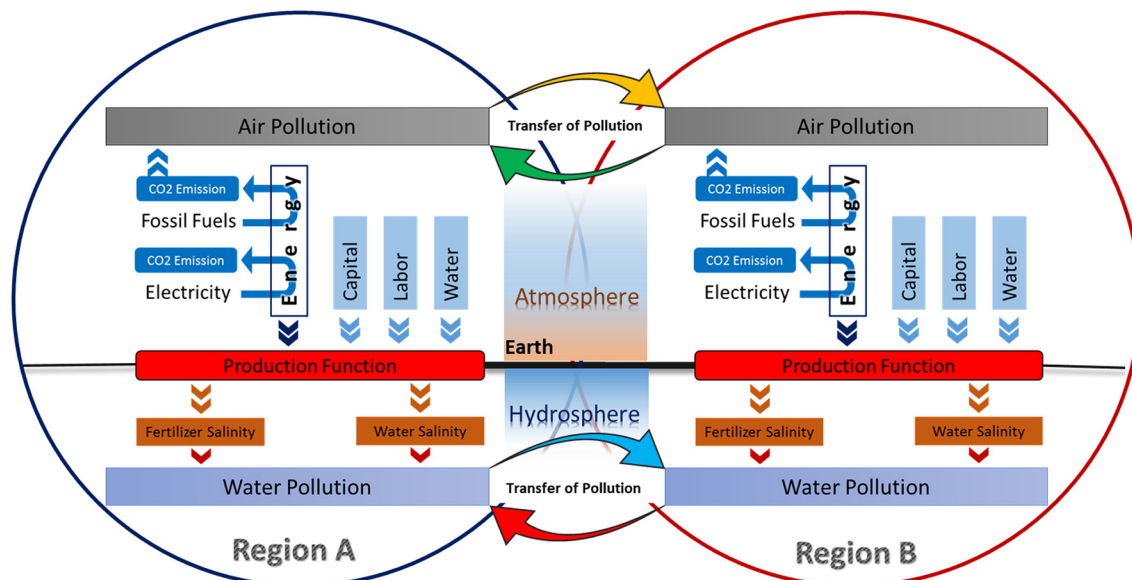 Air Pollution
Transfer of Pollution
Air Pollution
CO2 Emission
Fossil Fuels
CO2 Emission
Electricity
Energy
Capital
Labor
Water
Atmosphere
CO2 Emission
Fossil Fuels
CO2 Emission
Electricity
Energy
Capital
Labor
Water
Earth
Production Function
Production Function
Hydrosphere
Fertilizer Salinity
Water Salinity
Fertilizer Salinity
Water Salinity
Water Pollution
Transfer of Pollution
Water Pollution
Region A
Region B